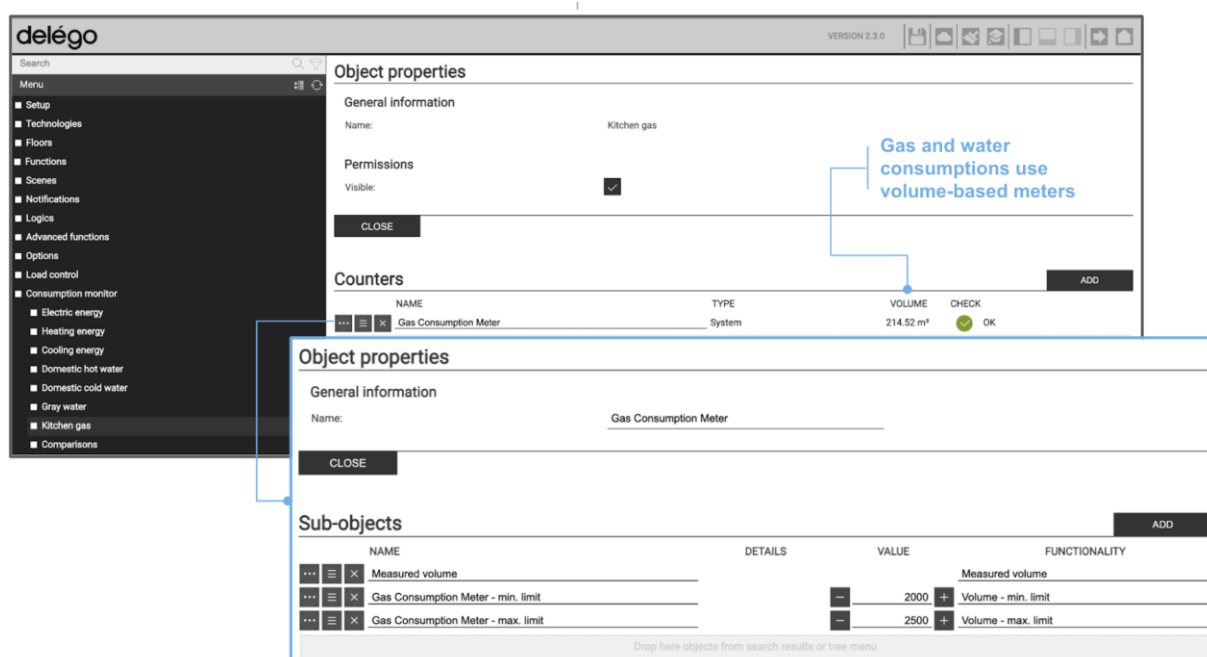 delégo
VERSION 2.3.0
Search
Menu
Setup
Technologies
Floors
Functions
Scenes
Notifications
Logics
Advanced functions
Options
Load control
Consumption monitor
Electric energy
Heating energy
Cooling energy
Domestic hot water
Domestic cold water
Gray water
Kitchen gas
Comparisons
Object properties
General information
Name: Kitchen gas
Permissions
Visible:
CLOSE
Gas and water
consumptions use
volume-based meters
Counters ADD
NAME TYPE VOLUME CHECK
Gas Consumption Meter System 214.52 m³ OK
Object properties
General information
Name: Gas Consumption Meter
CLOSE
Sub-objects ADD
NAME DETAILS VALUE FUNCTIONALITY
Measured volume Measured volume
Gas Consumption Meter - min. limit 2000 Volume - min. limit
Gas Consumption Meter - max. limit 2500 Volume - max. limit
Drop here objects from search results or tree menu